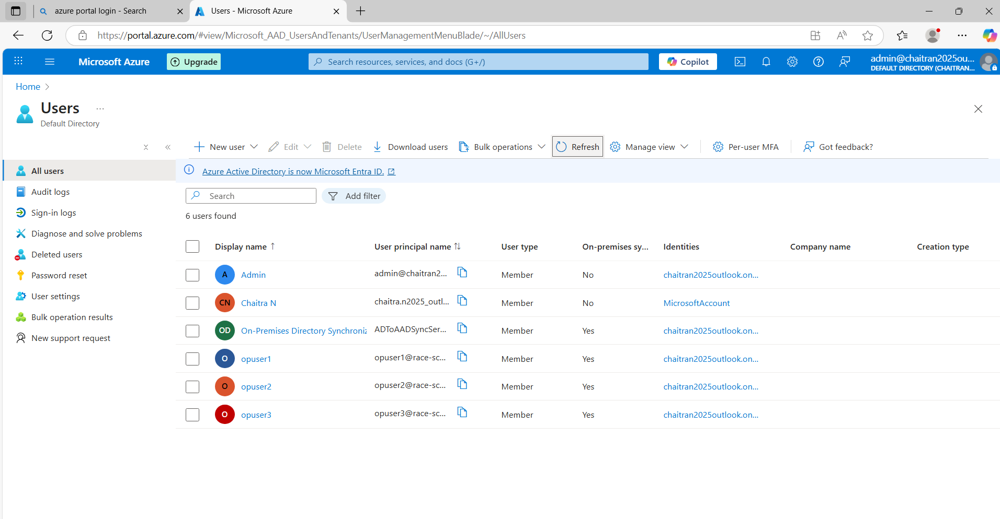 azure portal login - Search
Users - Microsoft Azure
https://portal.azure.com/#view/Microsoft_AAD_UsersAndTenants/UserManagementMenuBlade/~/AllUsers
Microsoft Azure
Upgrade
Search resources, services, and docs (G+/)
Copilot
admin@chaitran2025ou...
DEFAULT DIRECTORY (CHAITRAN...
Home
Users
...
Default Directory
New user
Edit
Delete
Download users
Bulk operations
Refresh
Manage view
Per-user MFA
Got feedback?
All users
Audit logs
Sign-in logs
Diagnose and solve problems
Deleted users
Password reset
User settings
Bulk operation results
New support request
Azure Active Directory is now Microsoft Entra ID.
Search
Add filter
6 users found
Display name ↑ User principal name ↑↓ User type On-premises sy... Identities Company name Creation type
A Admin admin@chaitran2... Member No chaitran2025outlook.on...
CN Chaitra N chaitra.n2025_outl... Member No MicrosoftAccount
OD On-Premises Directory Synchroniz ADToAADSyncSer... Member Yes chaitran2025outlook.on...
O opuser1 opuser1@race-sc... Member Yes chaitran2025outlook.on...
O opuser2 opuser2@race-sc... Member Yes chaitran2025outlook.on...
O opuser3 opuser3@race-sc... Member Yes chaitran2025outlook.on...